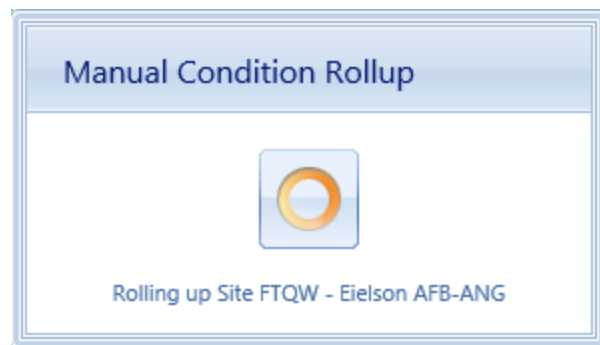 Manual Condition Rollup
Rolling up Site FTQW - Eielson AFB-ANG